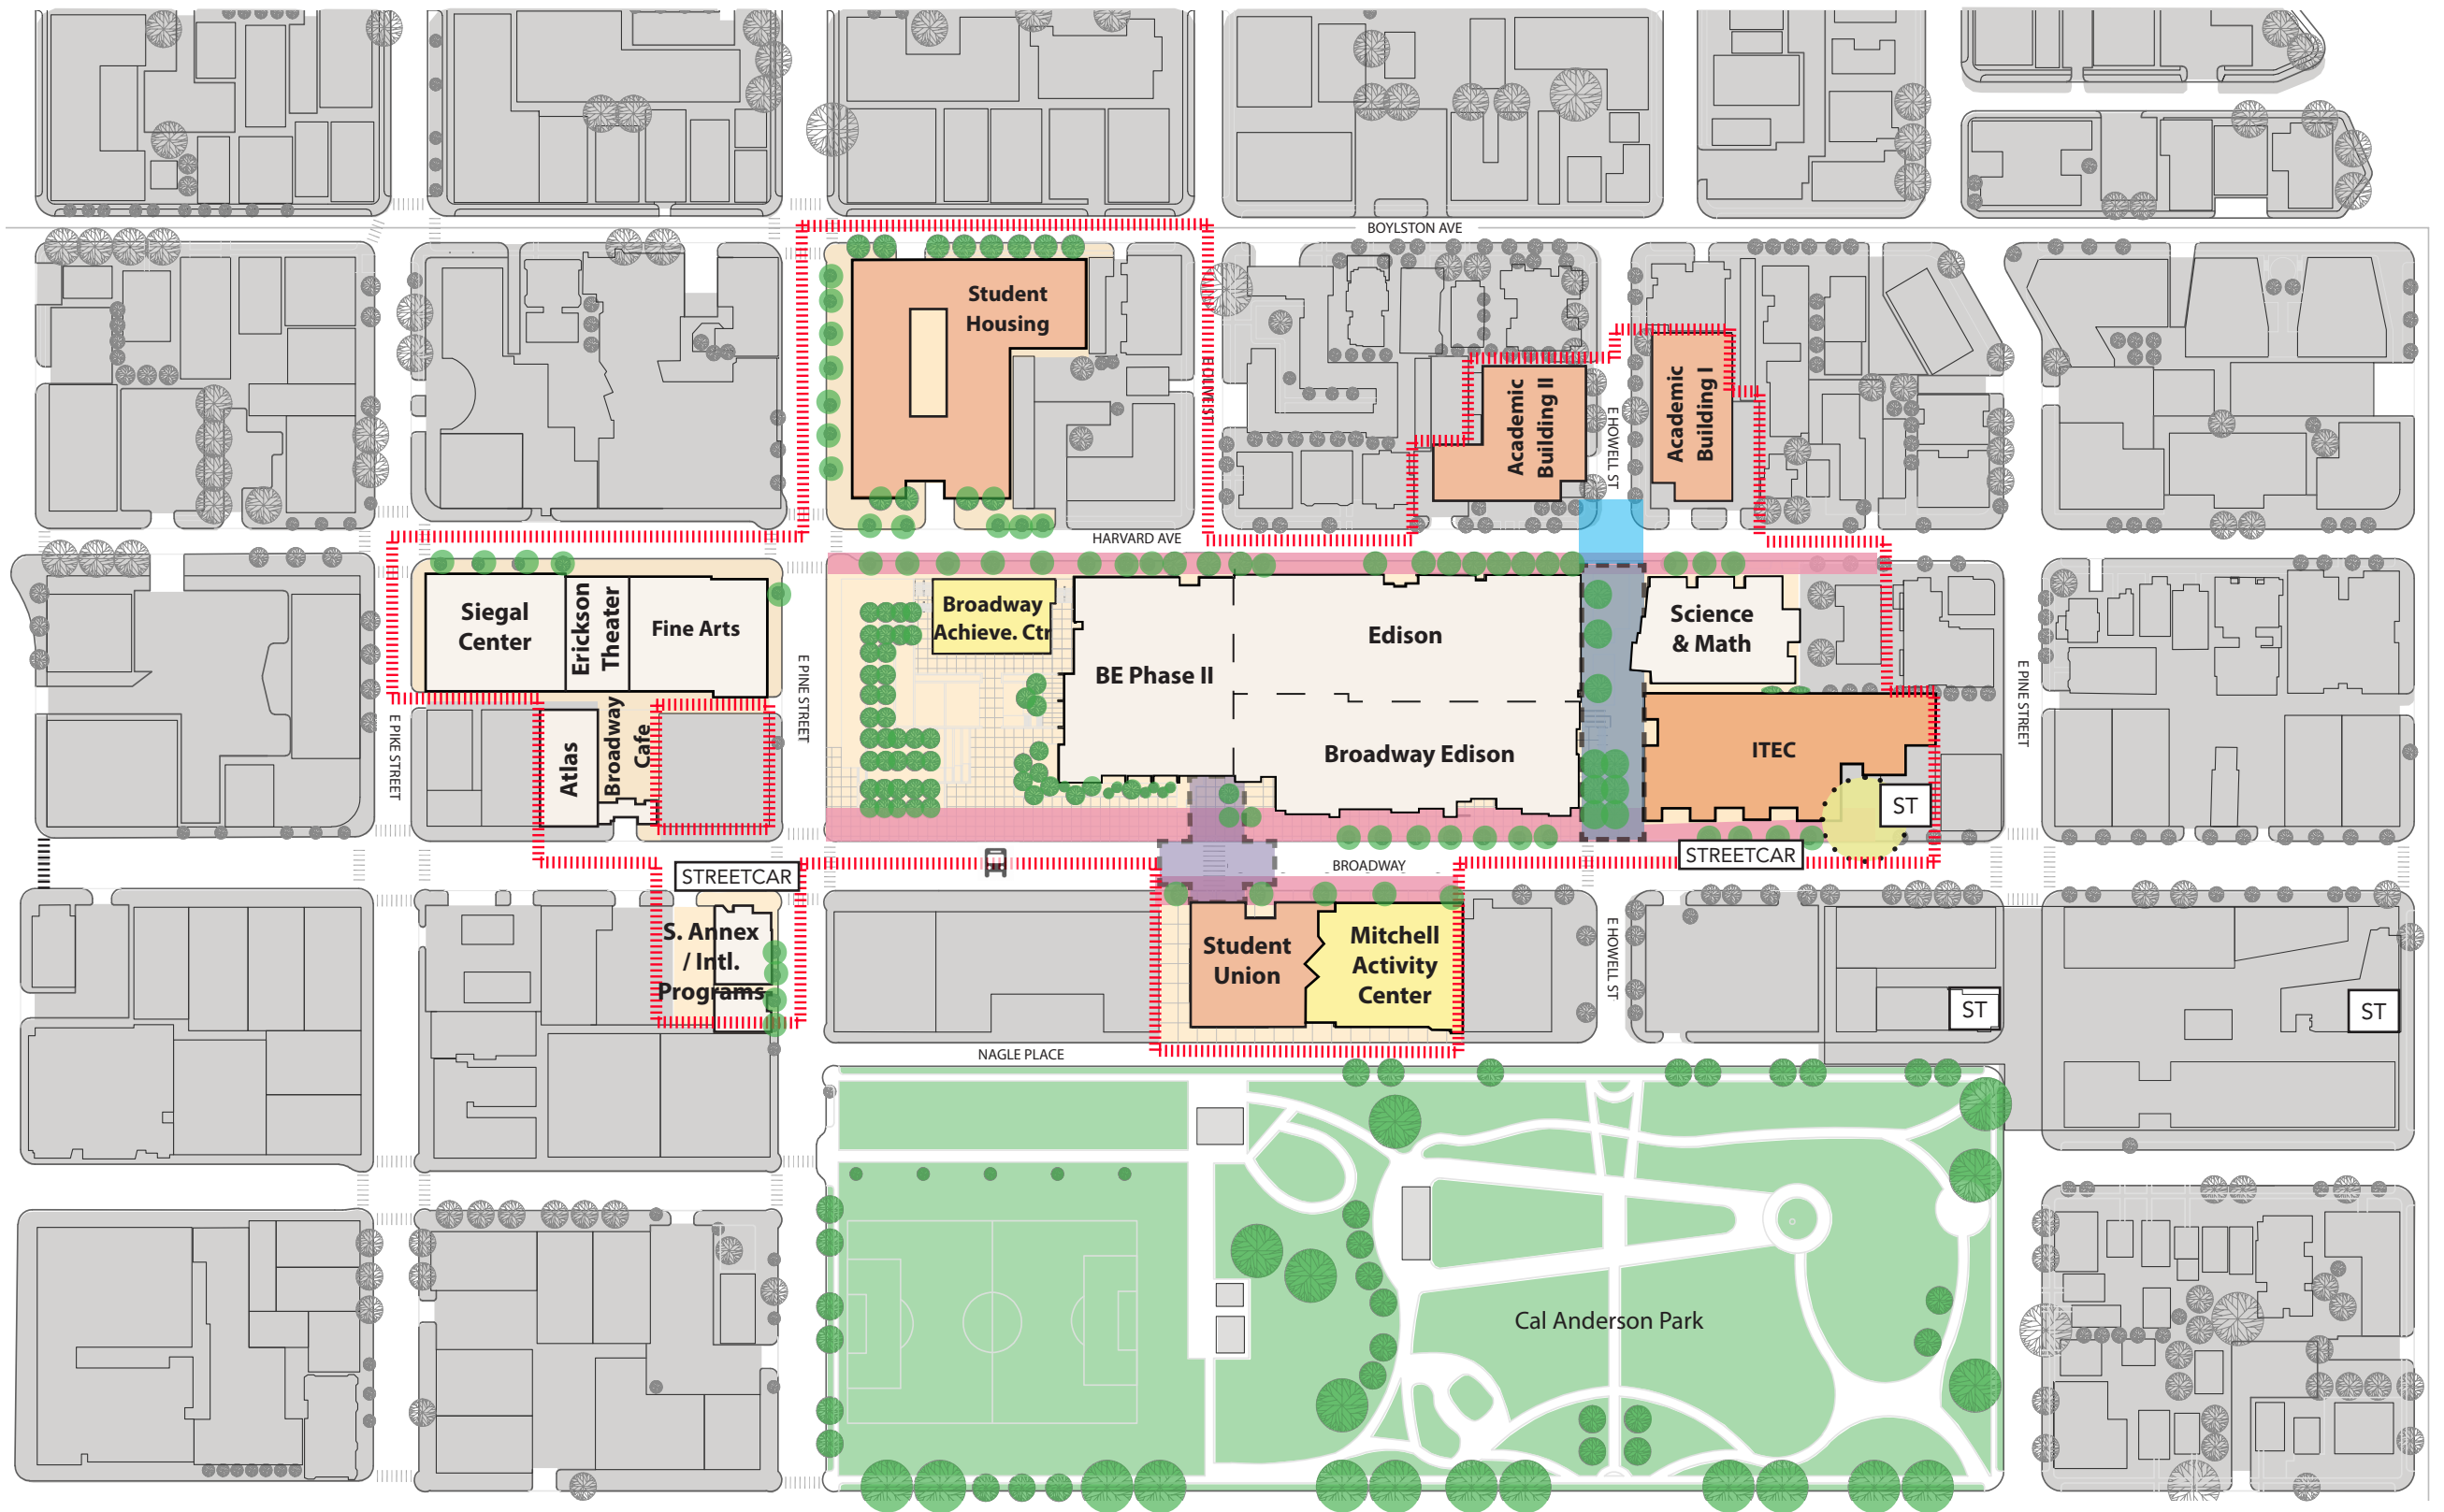 BOYLSTON AVE
Student
Housing
E OLIVE ST
Academic
Building II
E HOWELL ST
Academic
Building I
HARVARD AVE
Siegal
Center
Erickson
Theater
Fine Arts
E PINE STREET
Broadway
Achieve. Ctr
BE Phase II
Edison
Science
& Math
E PINE STREET
E PIKE STREET
Atlas
Broadway
Cafe
Broadway Edison
ITEC
ST
STREETCAR
BROADWAY
STREETCAR
S. Annex
/ Intl.
Programs
Student
Union
Mitchell
Activity
Center
E HOWELL ST
ST
ST
NAGLE PLACE
Cal Anderson Park